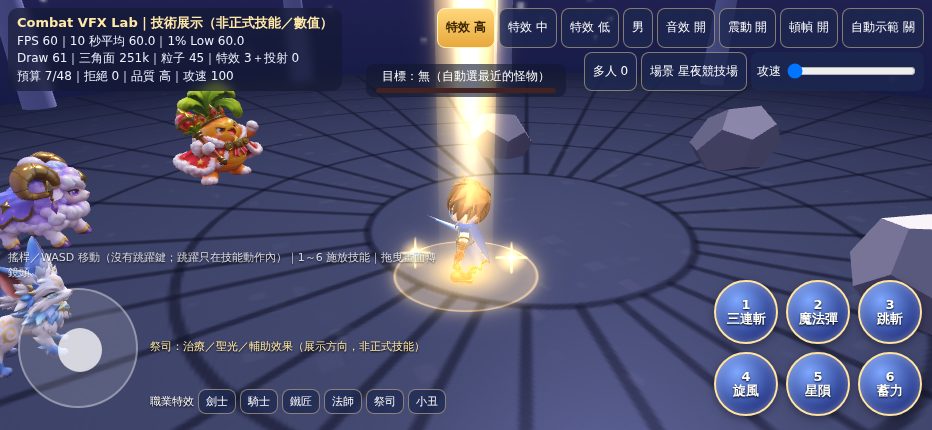 Combat VFX Lab｜技術展示（非正式技能／數值）
FPS 60｜10 秒平均 60.0｜1% Low 60.0
Draw 61｜三角面 251k｜粒子 45｜特效 3＋投射 0
預算 7/48｜拒絕 0｜品質 高｜攻速 100
特效 高
特效 中
特效 低
男
音效 開
震動 開
頓幀 開
自動示範 關
多人 0
場景 星夜競技場
攻速
目標：無（自動選最近的怪物）
搖桿／WASD 移動（沒有跳躍鍵；跳躍只在技能動作內）｜1~6 施放技能｜拖曳畫面轉
鏡頭
祭司：治療／聖光／輔助效果（展示方向，非正式技能）
職業特效
劍士
騎士
鐵匠
法師
祭司
小丑
1
三連斬
2
魔法彈
3
跳斬
4
旋風
5
星隕
6
蓄力